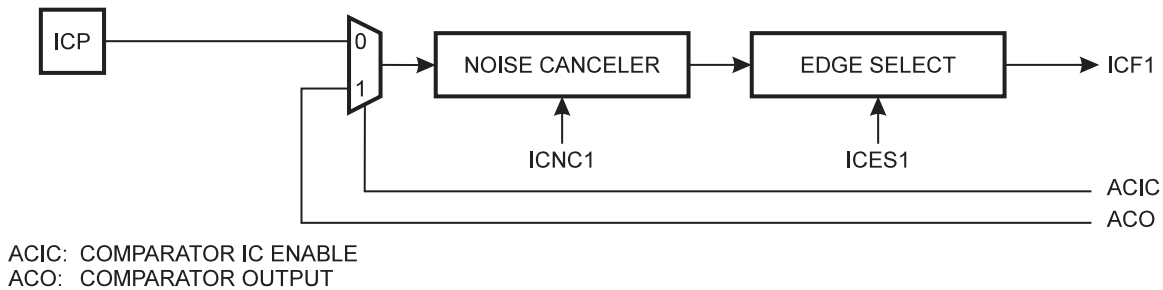 ICP
0
1
NOISE CANCELER
EDGE SELECT
ICF1
ICNC1
ICES1
ACIC
ACO
ACIC: COMPARATOR IC ENABLE
ACO: COMPARATOR OUTPUT